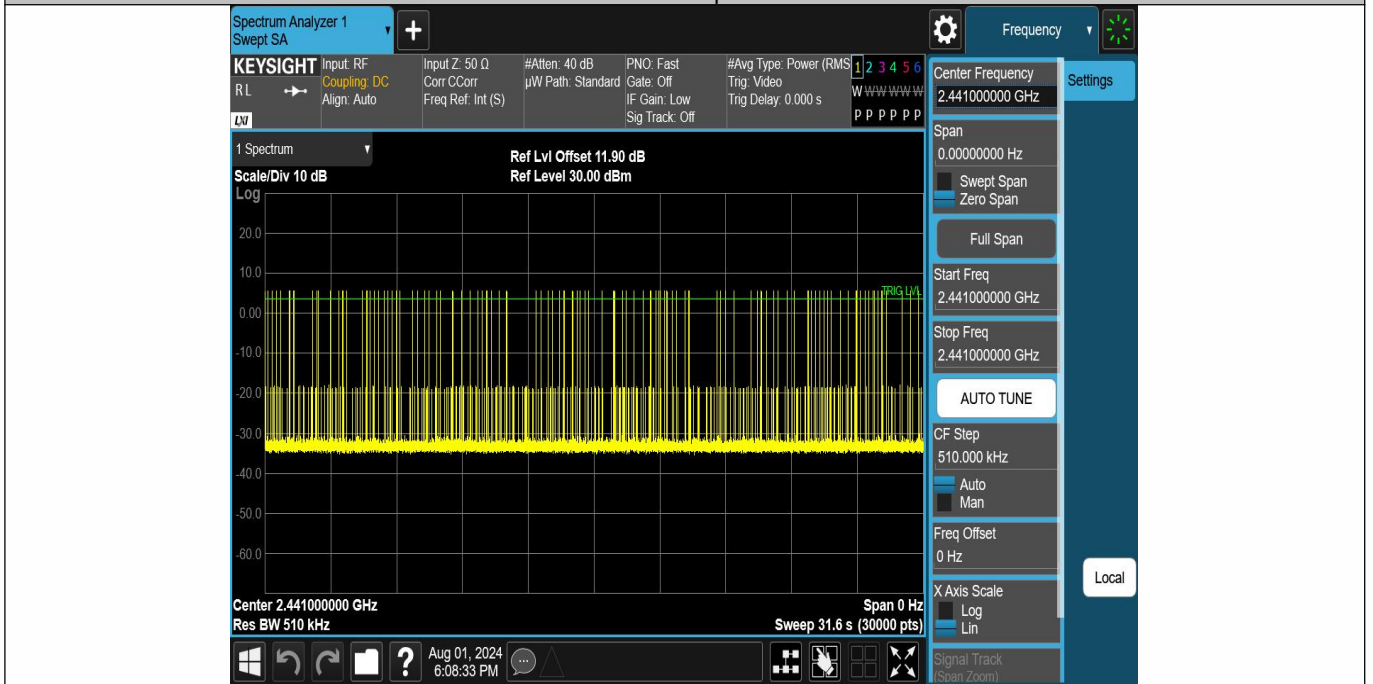 Spectrum Analyzer 1
Swept SA
+
Frequency
KEYSIGHT
RL
LXI
Input: RF
Coupling: DC
Align: Auto
Input Z: 50 Ω
Corr CCorr
Freq Ref: Int (S)
#Atten: 40 dB
µW Path: Standard
PNO: Fast
Gate: Off
IF Gain: Low
Sig Track: Off
#Avg Type: Power (RMS
Trig: Video
Trig Delay: 0.000 s
1 2 3 4 5 6
W W W W W W
P P P P P P
Center Frequency
2.441000000 GHz
Settings
1 Spectrum
Ref Lvl Offset 11.90 dB
Scale/Div 10 dB
Ref Level 30.00 dBm
Log
20.0
10.0
0.00
-10.0
-20.0
-30.0
-40.0
-50.0
-60.0
TRIG LVL
Center 2.441000000 GHz
Span 0 Hz
Res BW 510 kHz
Sweep 31.6 s (30000 pts)
Span
0.00000000 Hz
Swept Span
Zero Span
Full Span
Start Freq
2.441000000 GHz
Stop Freq
2.441000000 GHz
AUTO TUNE
CF Step
510.000 kHz
Auto
Man
Freq Offset
0 Hz
X Axis Scale
Log
Lin
Signal Track
(Span Zoom)
Local
?
Aug 01, 2024
6:08:33 PM